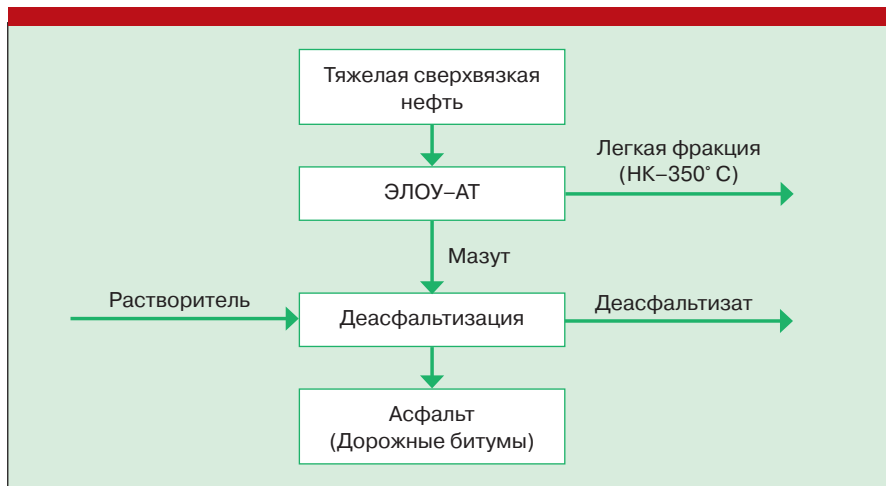 Тяжелая сверхвязкая
нефть
Легкая фракция
(НК–350˚ С)
ЭЛОУ–АТ
Мазут
Растворитель
Деасфальтизация
Деасфальтизат
Асфальт
(Дорожные битумы)